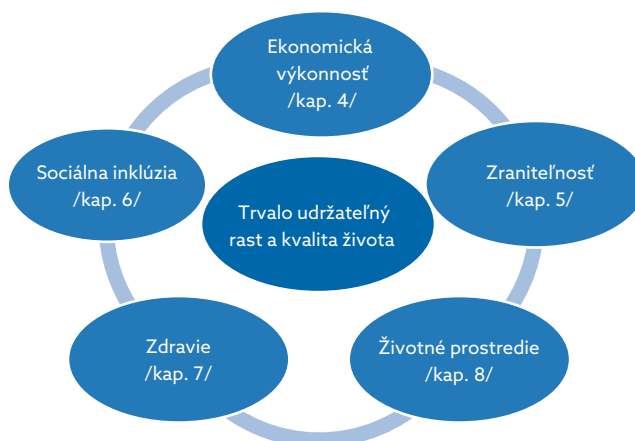 Ekonomická
výkonnosť
/kap. 4/
Sociálna inklúzia
/kap. 6/
Zraniteľnosť
/kap. 5/
Trvalo udržateľný
rast a kvalita života
Zdravie
/kap. 7/
Životné prostredie
/kap. 8/